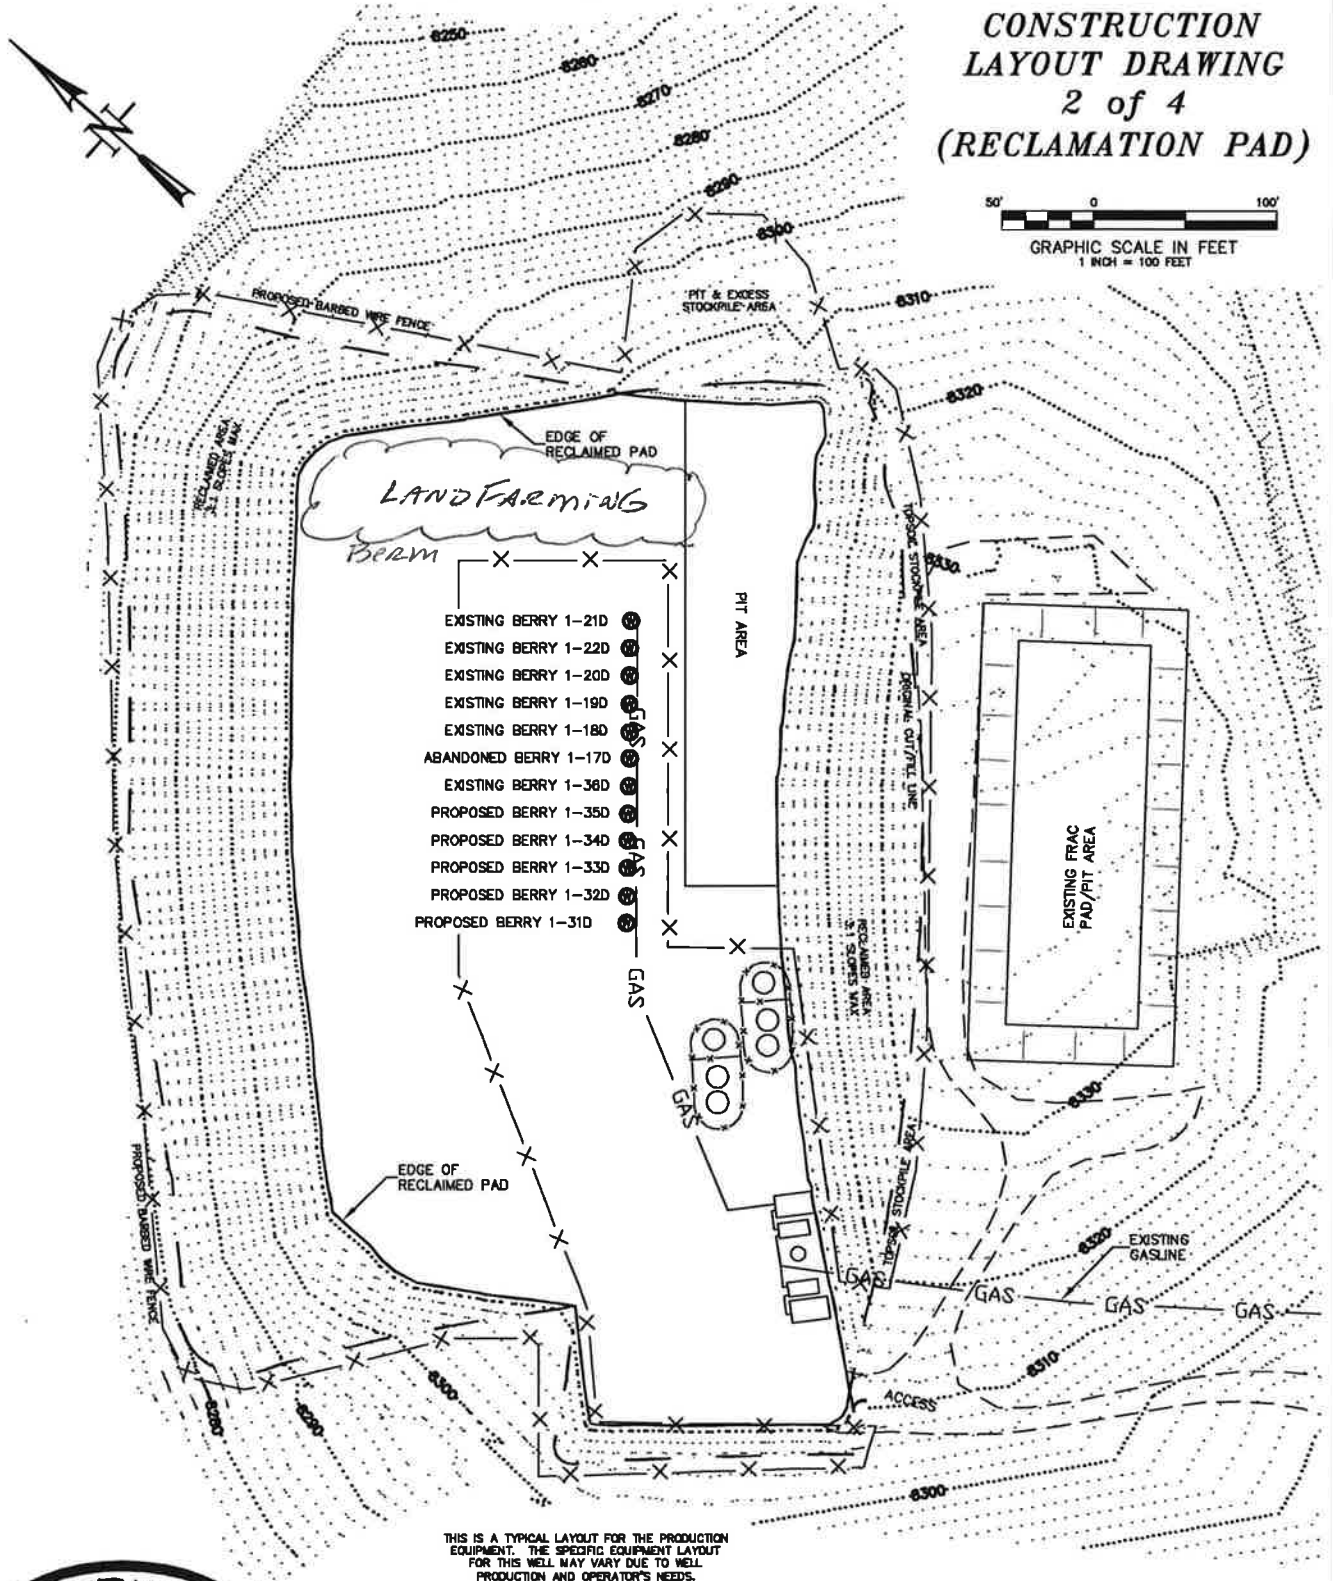 CONSTRUCTION
LAYOUT DRAWING
2 of 4
(RECLAMATION PAD)
50' 0 100'
GRAPHIC SCALE IN FEET
1 INCH = 100 FEET
N
8250
8260
8270
8280
8290
8300
8310
8320
8330
PIT & EXCESS
STOCKPILE AREA
PROPOSED BARBED WIRE FENCE
RECLAIMED AREA
3:1 SLOPES MAX
EDGE OF
RECLAIMED PAD
LANDFARMING
BERM
PIT AREA
TOPSOIL STOCKPILE AREA
ORIGINAL CUT/FILL LINE
EXISTING FRAC
PAD/PIT AREA
EXISTING BERRY 1-21D
EXISTING BERRY 1-22D
EXISTING BERRY 1-20D
EXISTING BERRY 1-19D
EXISTING BERRY 1-18D
ABANDONED BERRY 1-17D
EXISTING BERRY 1-36D
PROPOSED BERRY 1-35D
PROPOSED BERRY 1-34D
PROPOSED BERRY 1-33D
PROPOSED BERRY 1-32D
PROPOSED BERRY 1-31D
GAS
GAS
GAS
GAS
RECLAIMED AREA
3:1 SLOPES MAX
8330
TOPSOIL STOCKPILE AREA
EDGE OF
RECLAIMED PAD
PROPOSED BARBED WIRE FENCE
8320
EXISTING
GASLINE
GAS
GAS
GAS
GAS
8310
ACCESS
8300
8280
8290
8300
THIS IS A TYPICAL LAYOUT FOR THE PRODUCTION
EQUIPMENT. THE SPECIFIC EQUIPMENT LAYOUT
FOR THIS WELL MAY VARY DUE TO WELL
PRODUCTION AND OPERATOR'S NEEDS.